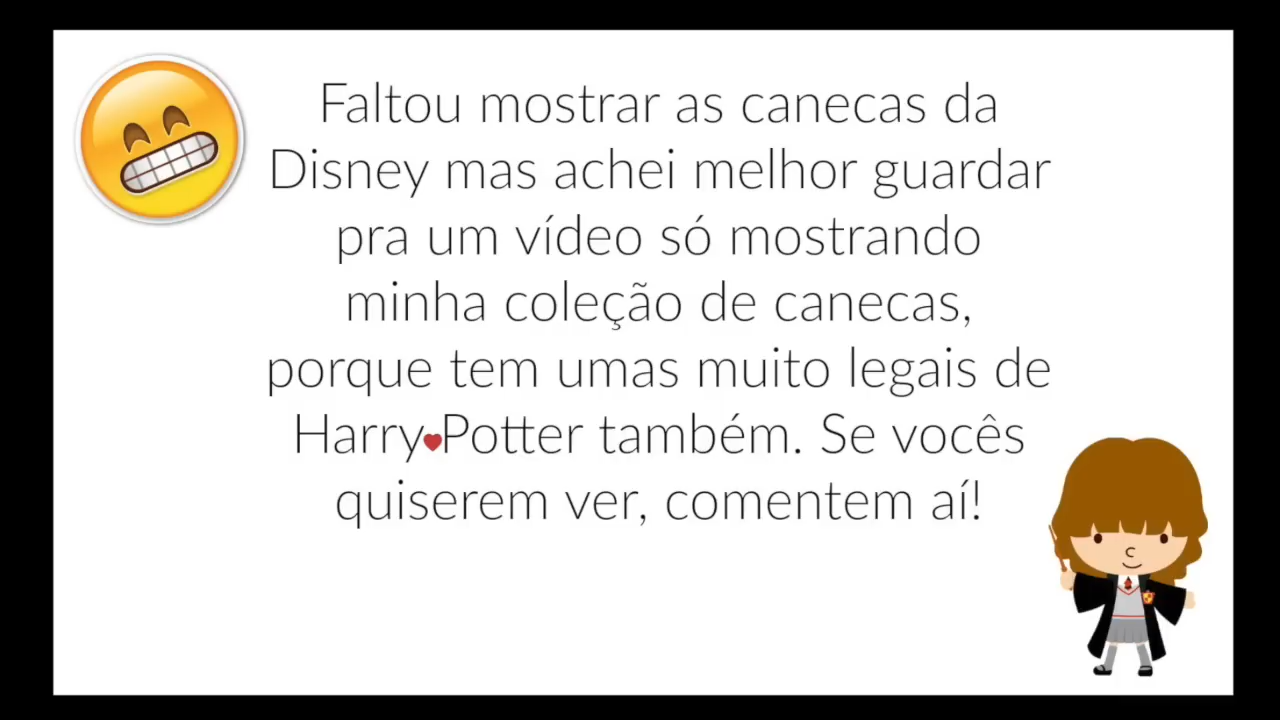 Faltou mostrar as canecas da
Disney mas achei melhor guardar
pra um vídeo só mostrando
minha coleção de canecas,
porque tem umas muito legais de
Harry Potter também. Se vocês
quiserem ver, comentem aí!